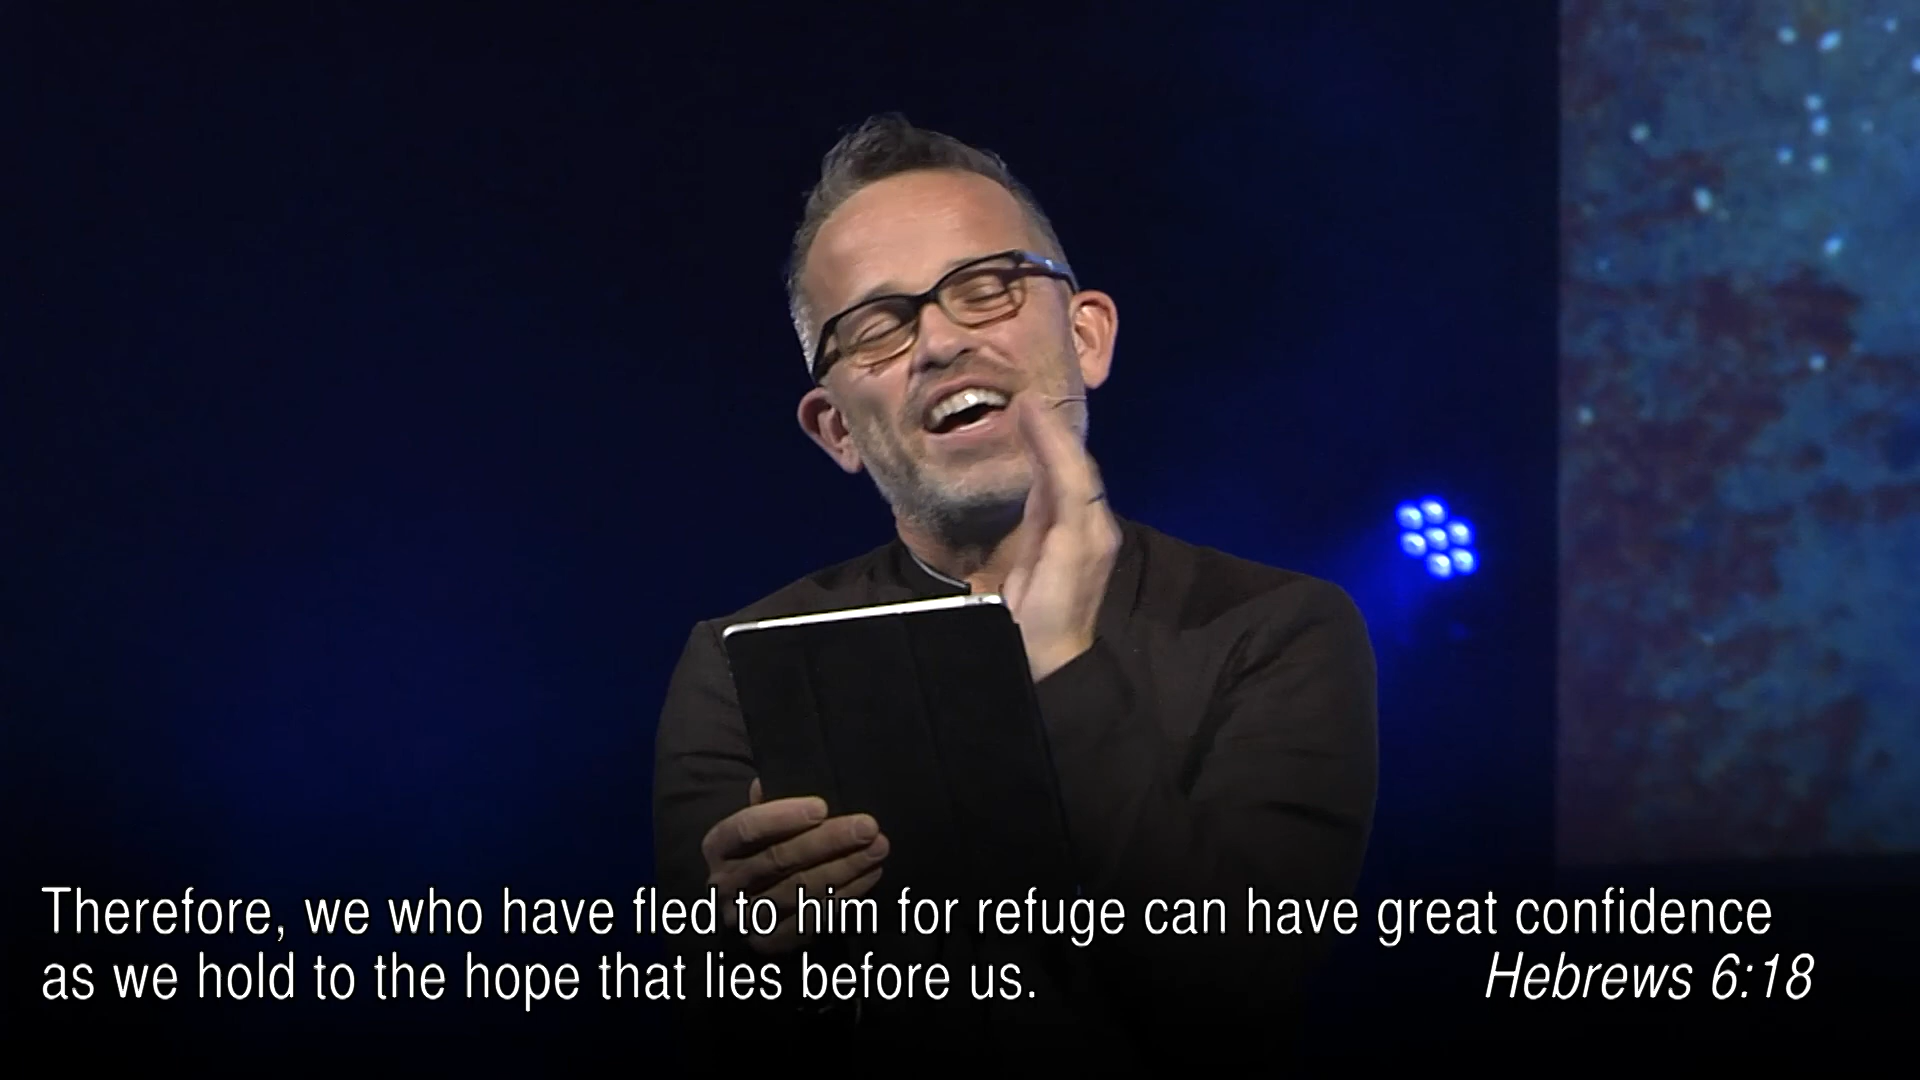 Therefore, we who have fled to him for refuge can have great confidence
as we hold to the hope that lies before us.
Hebrews 6:18